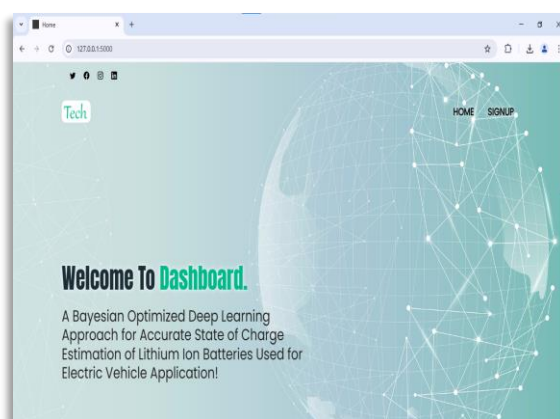 Home
127.0.0.1:5000
Tech
HOME SIGNUP
Welcome To Dashboard.
A Bayesian Optimized Deep Learning
Approach for Accurate State of Charge
Estimation of Lithium Ion Batteries Used for
Electric Vehicle Application!